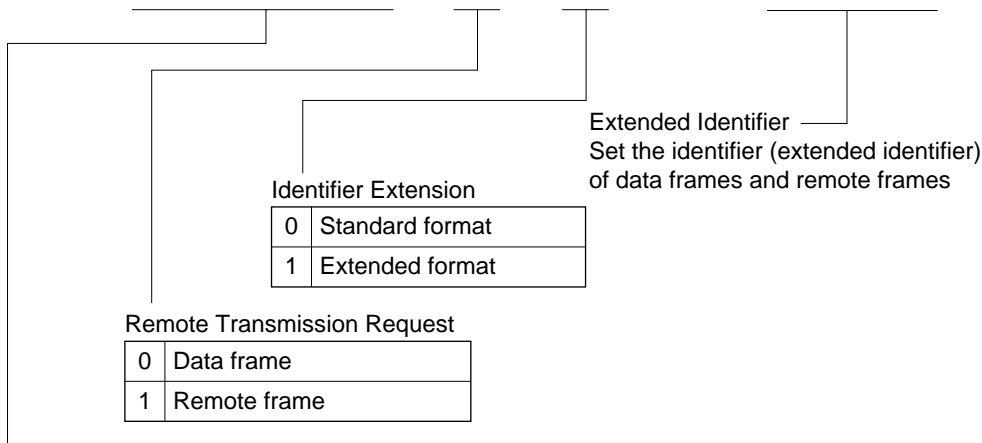 Extended Identifier
Set the identifier (extended identifier)
of data frames and remote frames
Identifier Extension
0 Standard format
1 Extended format
Remote Transmission Request
0 Data frame
1 Remote frame